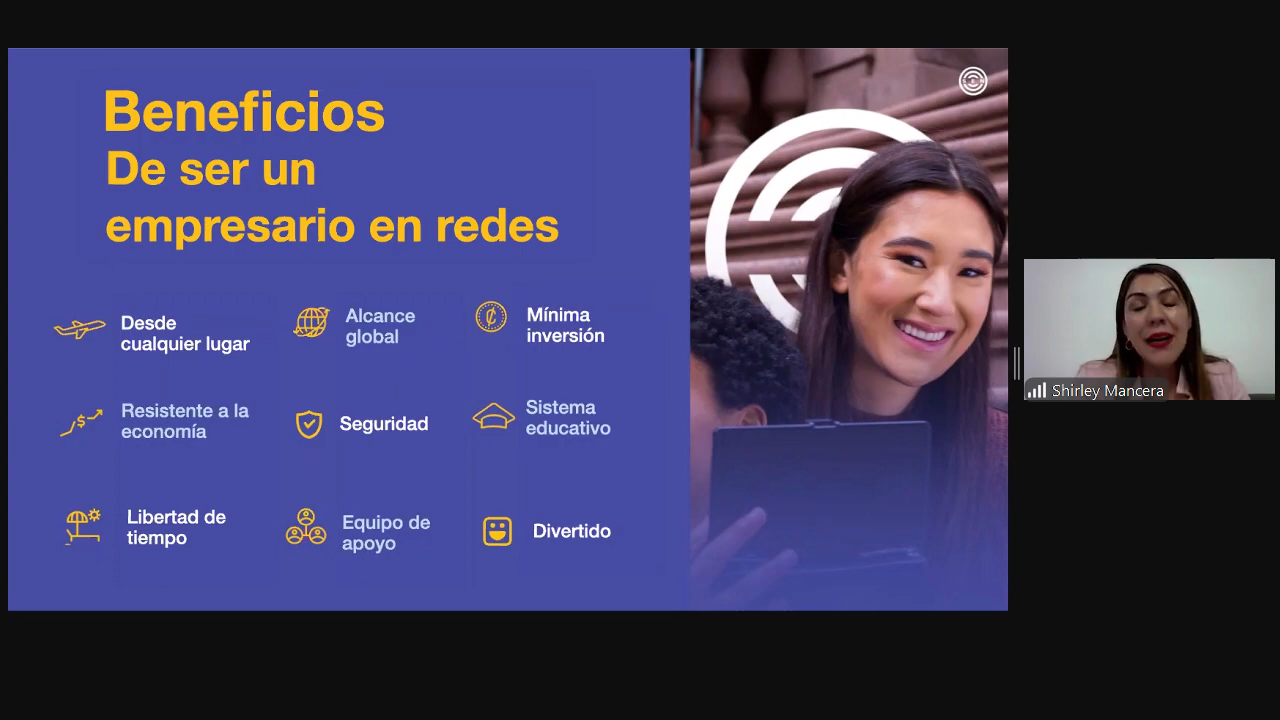 Beneficios
De ser un
empresario en redes
Desde
cualquier lugar
Alcance
global
Mínima
inversión
Resistente a la
economía
Seguridad
Sistema
educativo
Libertad de
tiempo
Equipo de
apoyo
Divertido
Shirley Mancera